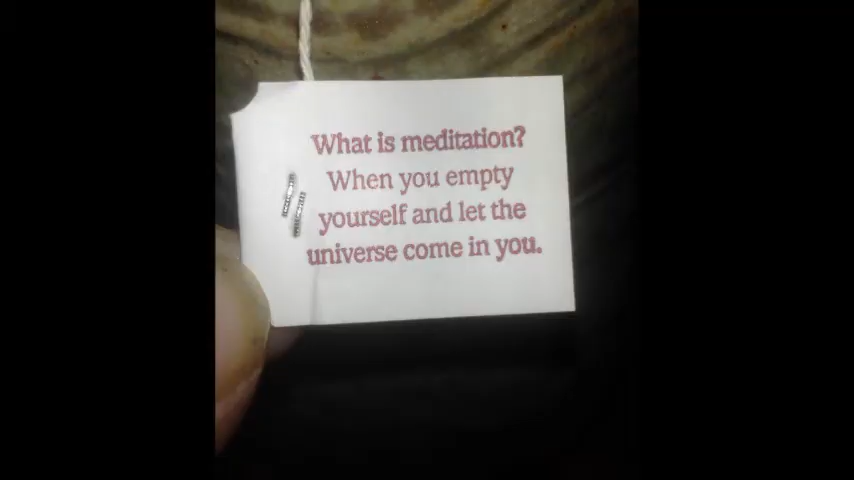 What is meditation?
When you empty
yourself and let the
universe come in you.